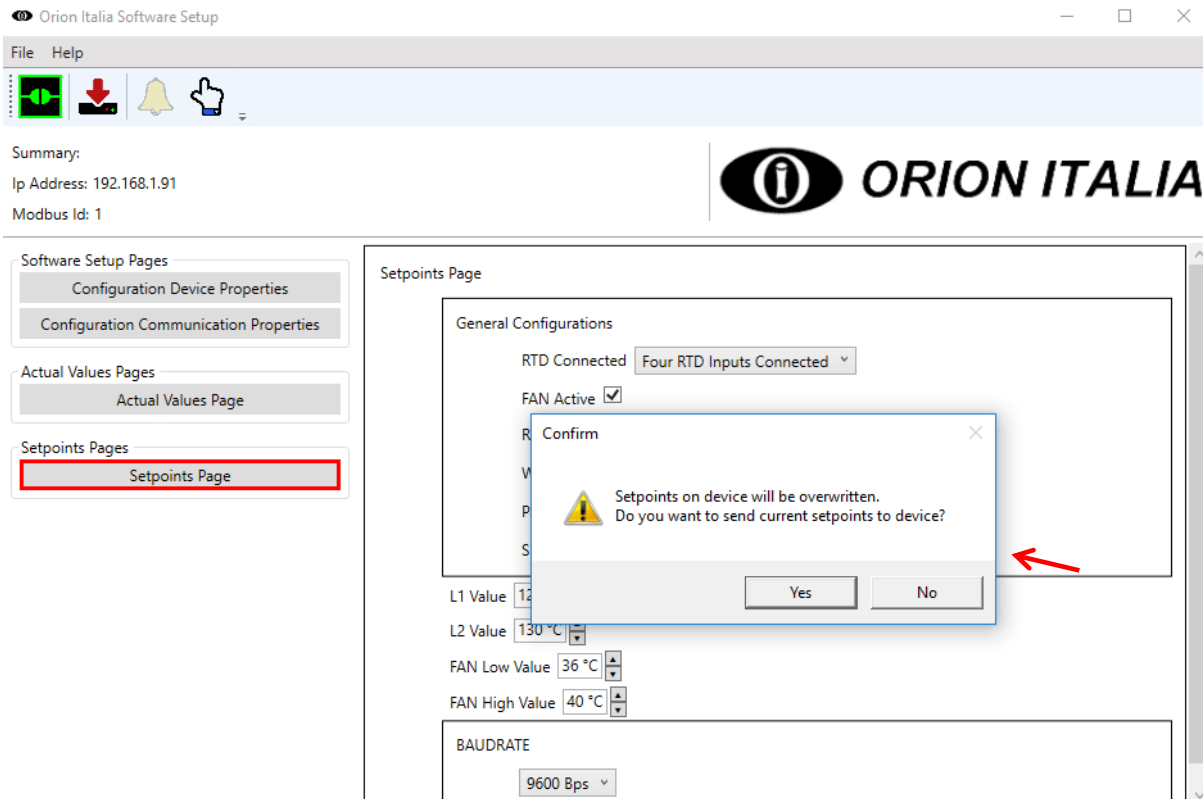 Orion Italia Software Setup
File Help
Summary:
Ip Address: 192.168.1.91
Modbus Id: 1
ORION ITALIA
Software Setup Pages
Configuration Device Properties
Configuration Communication Properties
Actual Values Pages
Actual Values Page
Setpoints Pages
Setpoints Page
Setpoints Page
General Configurations
RTD Connected Four RTD Inputs Connected
FAN Active
R
W
P
S
Confirm
Setpoints on device will be overwritten.
Do you want to send current setpoints to device?
Yes No
L1 Value 12
L2 Value 130 °C
FAN Low Value 36 °C
FAN High Value 40 °C
BAUDRATE
9600 Bps